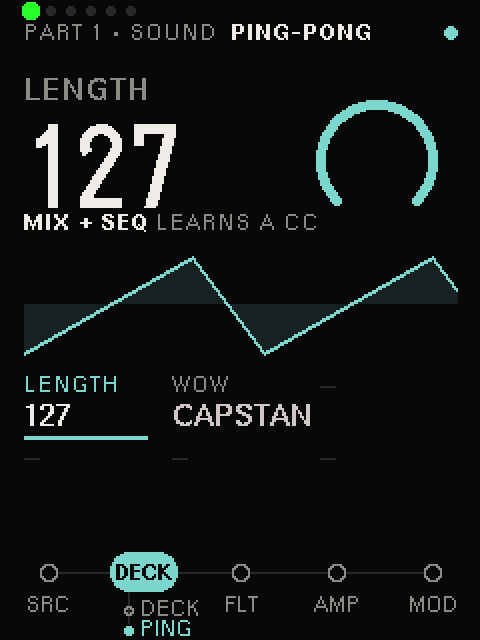 PART 1 · SOUND PING-PONG
LENGTH
127
MIX + SEQ LEARNS A CC
LENGTH WOW —
127 CAPSTAN
— — —
DECK
SRC DECK FLT AMP MOD
PING